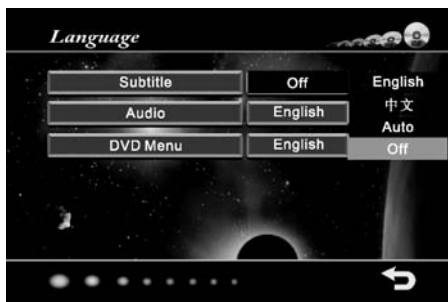 Language
Subtitle Off English
中文
Audio English Auto
DVD Menu English Off